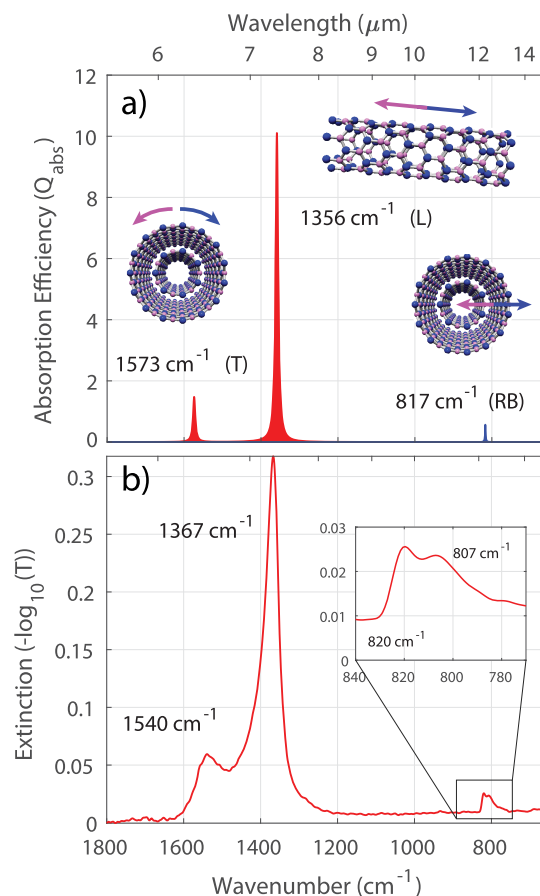 Wavelength (μm)
6 7 8 9 10 11 12 13 14
a)
Absorption Efficiency (Q_abs)
12
10
8
6
4
2
0
1356 cm⁻¹ (L)
1573 cm⁻¹ (T)
817 cm⁻¹ (RB)
b)
Extinction (-log₁₀(T))
0.3
0.25
0.2
0.15
0.1
0.05
0
1367 cm⁻¹
1540 cm⁻¹
0.03
0.02
0.01
0
807 cm⁻¹
820 cm⁻¹
840 820 800 780
1800 1600 1400 1200 1000 800
Wavenumber (cm⁻¹)